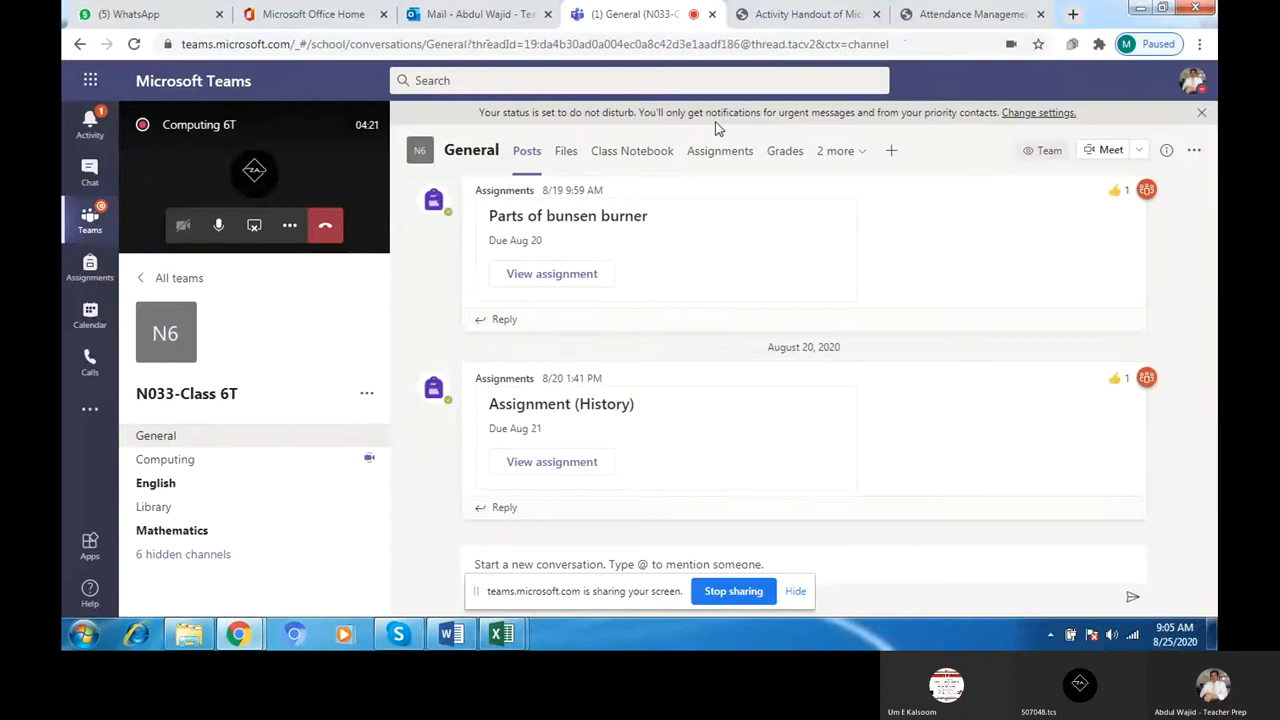 (5) WhatsApp
Microsoft Office Home
Mail - Abdul Wajid - Te
(1) General (N033-C
Activity Handout of Mic
Attendance Managemen
teams.microsoft.com/_#/school/conversations/General?threadId=19:da4b30ad0a004ec0a8c42d3e1aadf186@thread.tacv2&ctx=channel
M
Paused
Microsoft Teams
Search
Your status is set to do not disturb. You'll only get notifications for urgent messages and from your priority contacts. Change settings.
1
Activity
Chat
Teams
Assignments
Calendar
Calls
Apps
Help
Computing 6T
04:21
All teams
N6
N033-Class 6T
General
Computing
English
Library
Mathematics
6 hidden channels
N6
General
Posts
Files
Class Notebook
Assignments
Grades
2 more
Team
Meet
Assignments 8/19 9:59 AM
1
Parts of bunsen burner
Due Aug 20
View assignment
Reply
August 20, 2020
Assignments 8/20 1:41 PM
1
Assignment (History)
Due Aug 21
View assignment
Reply
Start a new conversation. Type @ to mention someone.
teams.microsoft.com is sharing your screen.
Stop sharing
Hide
9:05 AM
8/25/2020
Um E Kalsoom
507048.tcs
Abdul Wajid - Teacher Prep